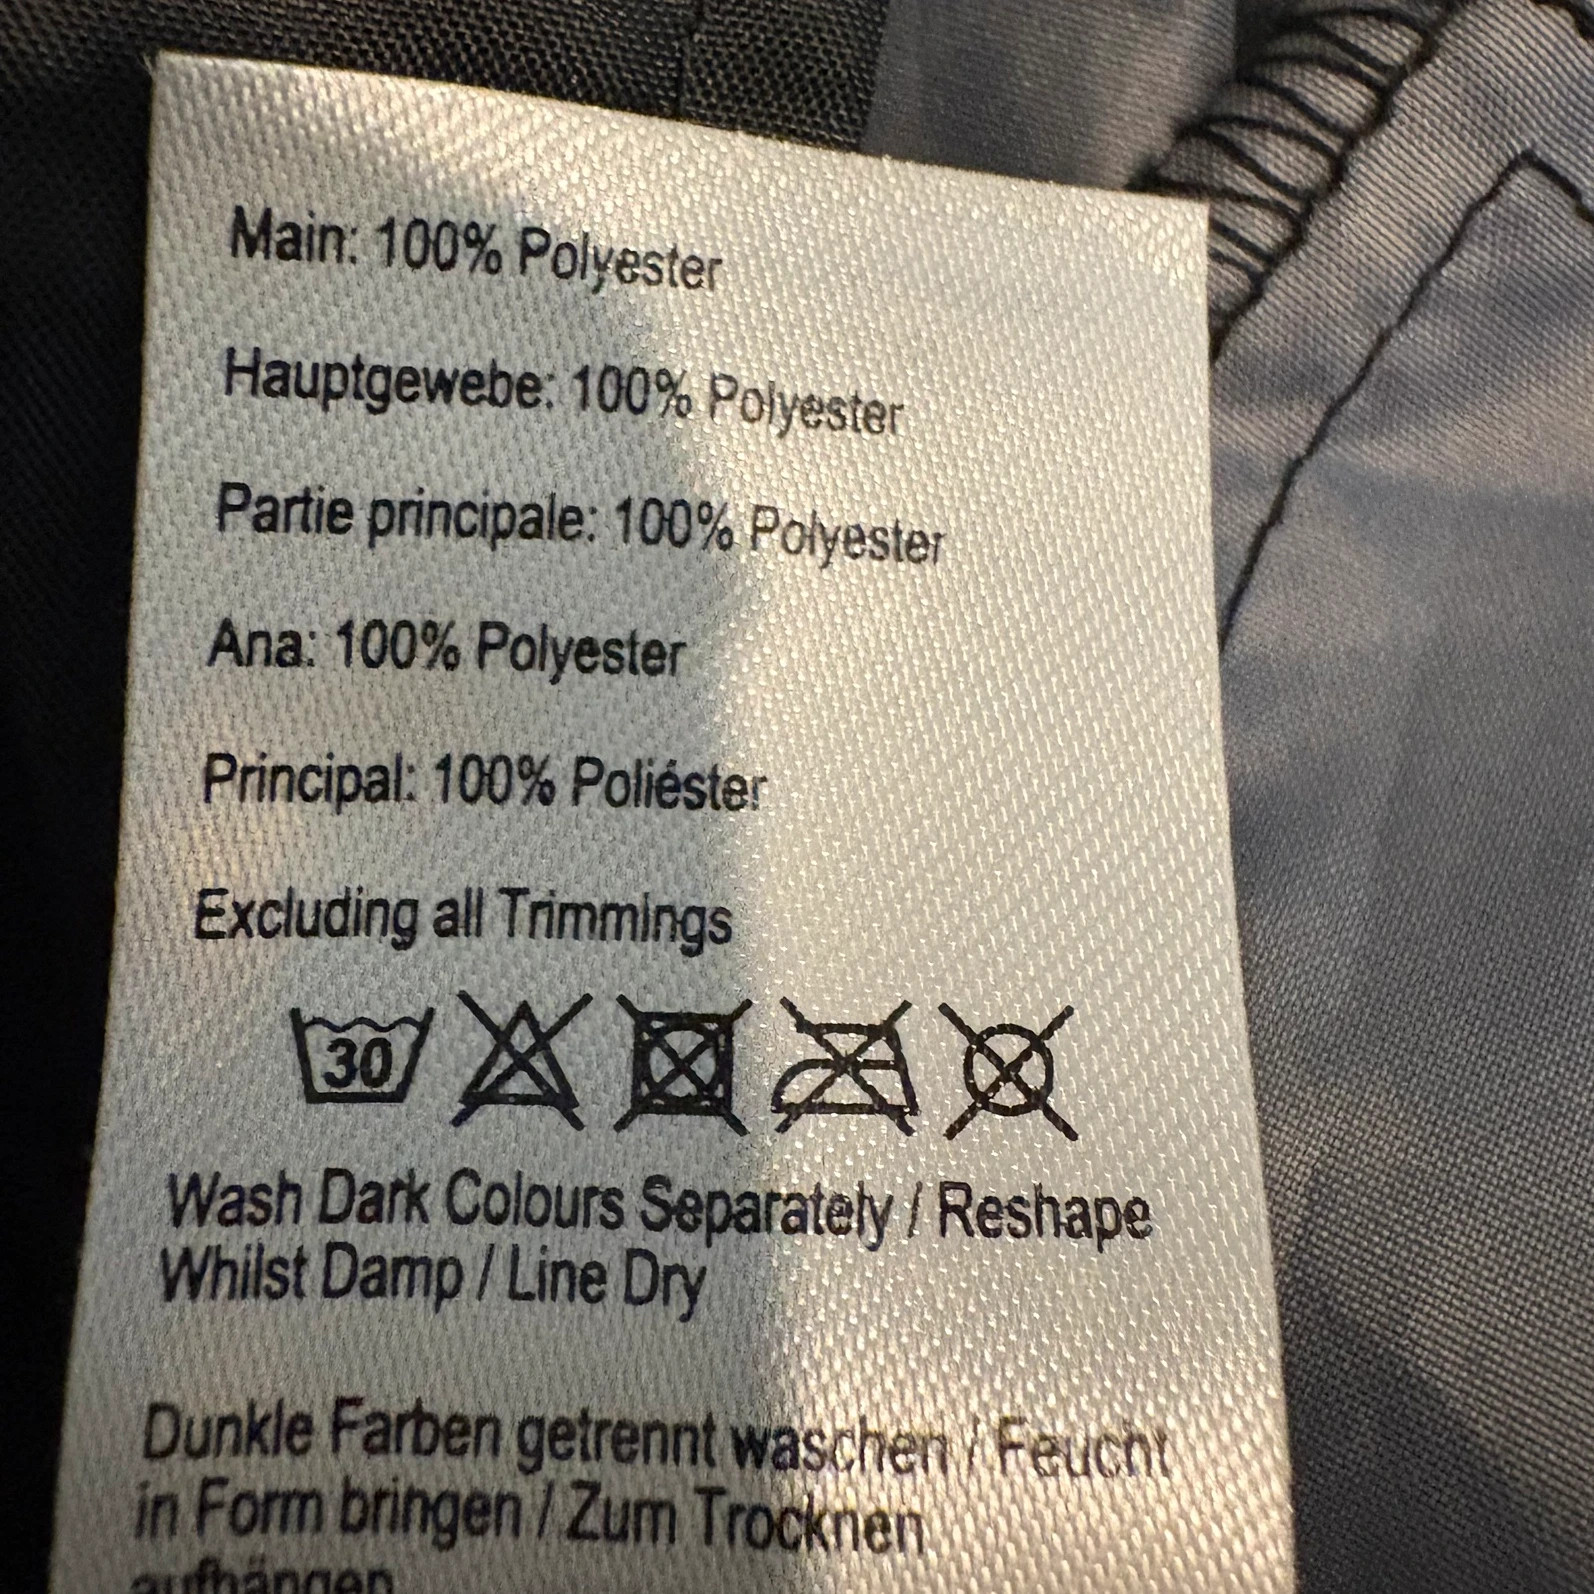 Main: 100% Polyester
Hauptgewebe: 100% Polyester
Partie principale: 100% Polyester
Ana: 100% Polyester
Principal: 100% Poliéster
Excluding all Trimmings
30
Wash Dark Colours Separately / Reshape
Whilst Damp / Line Dry
Dunkle Farben getrennt waschen / Feucht
in Form bringen / Zum Trocknen
aufhängen